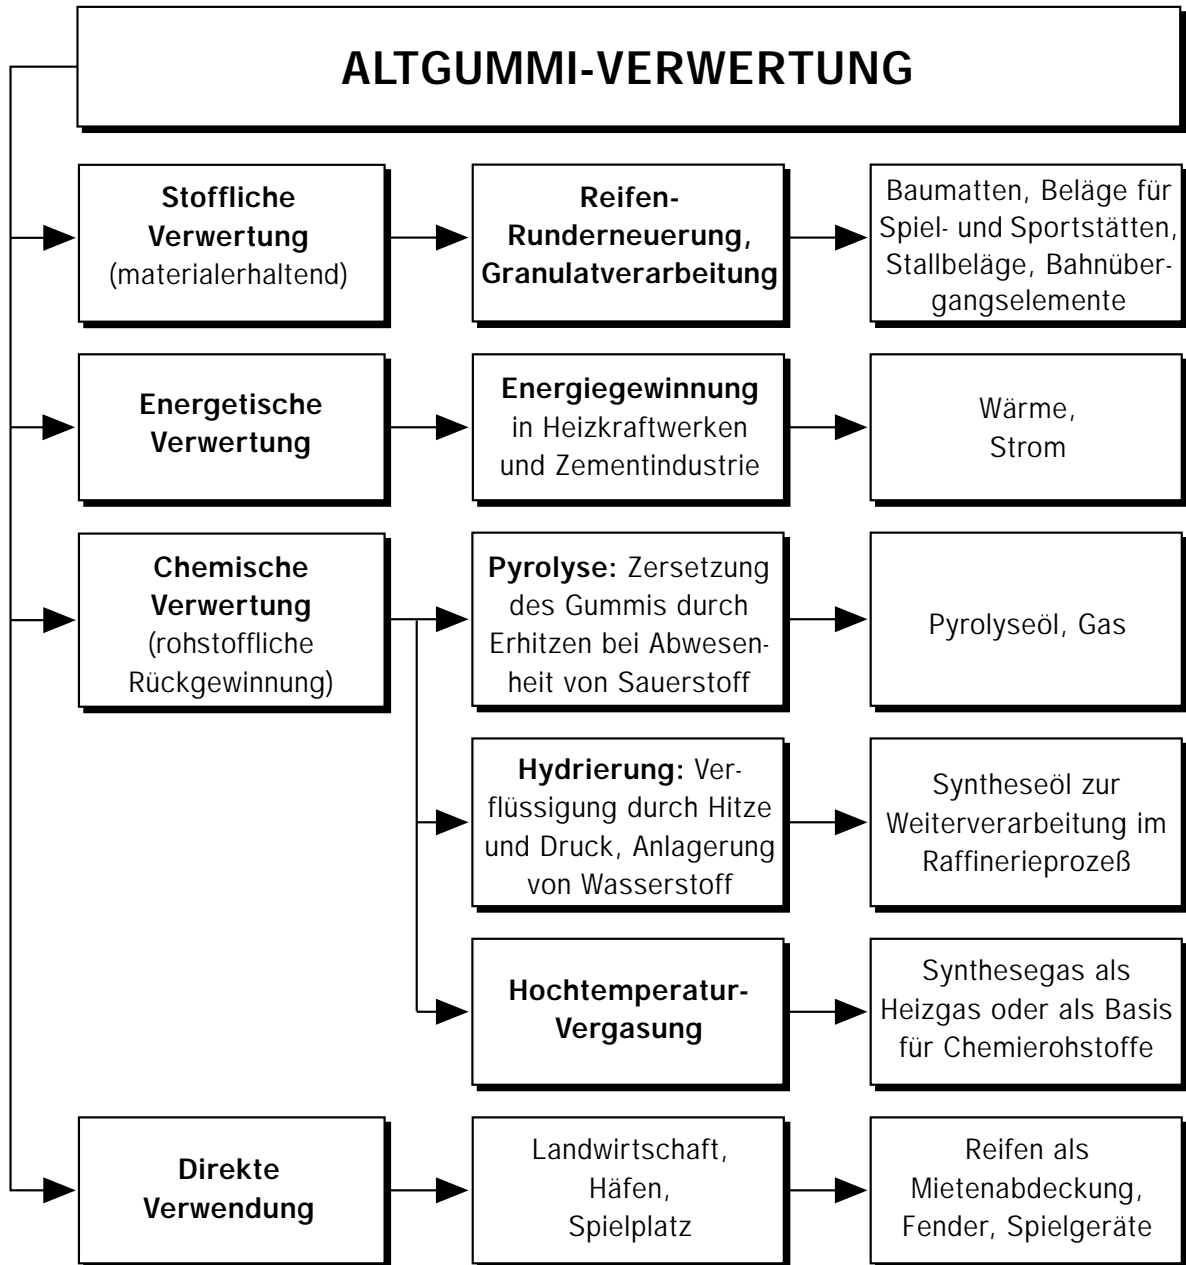 ALTGUMMI-VERWERTUNG
Stoffliche
Verwertung
(materialerhaltend)
Reifen-
Runderneuerung,
Granulatverarbeitung
Baumatten, Beläge für
Spiel- und Sportstätten,
Stallbeläge, Bahnüber-
gangselemente
Energetische
Verwertung
Energiegewinnung
in Heizkraftwerken
und Zementindustrie
Wärme,
Strom
Chemische
Verwertung
(rohstoffliche
Rückgewinnung)
Pyrolyse: Zersetzung
des Gummis durch
Erhitzen bei Abwesen-
heit von Sauerstoff
Pyrolyseöl, Gas
Hydrierung: Ver-
flüssigung durch Hitze
und Druck, Anlagerung
von Wasserstoff
Syntheseöl zur
Weiterverarbeitung im
Raffinerieprozeß
Hochtemperatur-
Vergasung
Synthesegas als
Heizgas oder als Basis
für Chemierohstoffe
Direkte
Verwendung
Landwirtschaft,
Häfen,
Spielplatz
Reifen als
Mietenabdeckung,
Fender, Spielgeräte